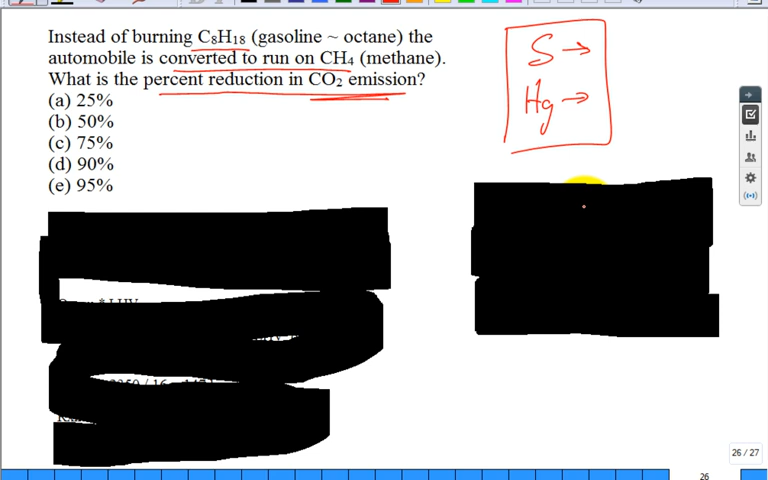 Instead of burning C₈H₁₈ (gasoline ~ octane) the
automobile is converted to run on CH₄ (methane).
What is the percent reduction in CO₂ emission?
(a) 25%
(b) 50%
(c) 75%
(d) 90%
(e) 95%
S →
Hg →
26 / 27
26